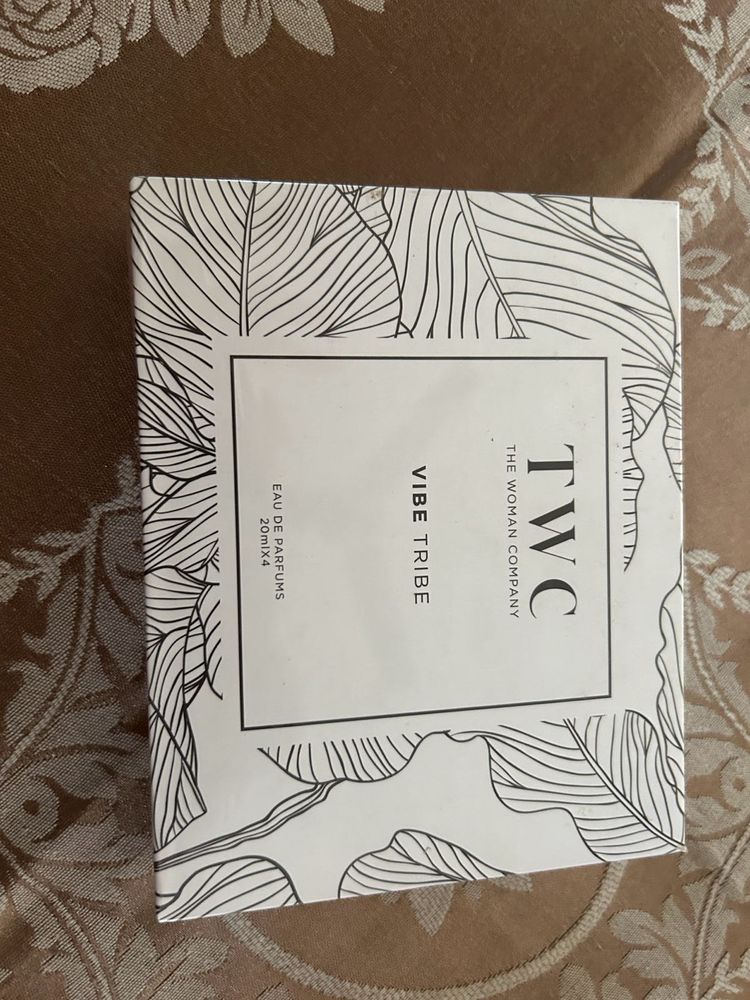 TWC
THE WOMAN COMPANY
VIBE TRIBE
EAU DE PARFUMS
20mlX4